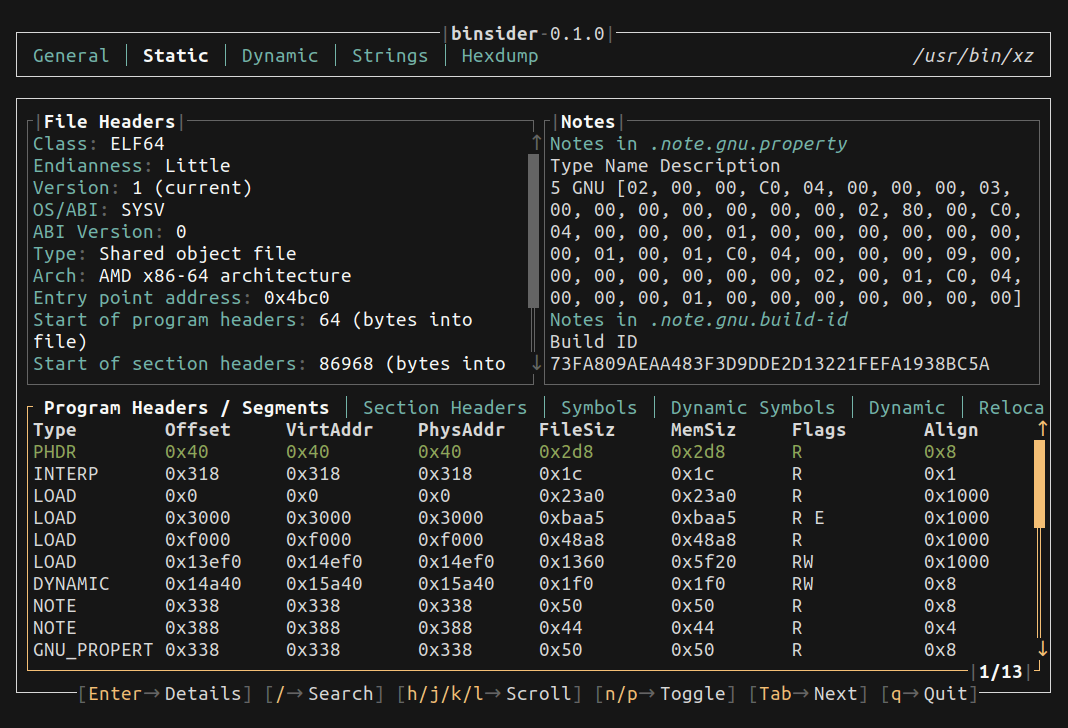 binsider-0.1.0
General | Static | Dynamic | Strings | Hexdump /usr/bin/xz
File Headers
Class: ELF64
Endianness: Little
Version: 1 (current)
OS/ABI: SYSV
ABI Version: 0
Type: Shared object file
Arch: AMD x86-64 architecture
Entry point address: 0x4bc0
Start of program headers: 64 (bytes into
file)
Start of section headers: 86968 (bytes into
Notes
Notes in .note.gnu.property
Type Name Description
5 GNU [02, 00, 00, C0, 04, 00, 00, 00, 03,
00, 00, 00, 00, 00, 00, 00, 02, 80, 00, C0,
04, 00, 00, 00, 01, 00, 00, 00, 00, 00, 00,
00, 01, 00, 01, C0, 04, 00, 00, 00, 09, 00,
00, 00, 00, 00, 00, 00, 02, 00, 01, C0, 04,
00, 00, 00, 01, 00, 00, 00, 00, 00, 00, 00]
Notes in .note.gnu.build-id
Build ID
73FA809AEAA483F3D9DDE2D13221FEFA1938BC5A
Program Headers / Segments | Section Headers | Symbols | Dynamic Symbols | Dynamic | Reloca
Type Offset VirtAddr PhysAddr FileSiz MemSiz Flags Align
PHDR 0x40 0x40 0x40 0x2d8 0x2d8 R 0x8
INTERP 0x318 0x318 0x318 0x1c 0x1c R 0x1
LOAD 0x0 0x0 0x0 0x23a0 0x23a0 R 0x1000
LOAD 0x3000 0x3000 0x3000 0xbaa5 0xbaa5 R E 0x1000
LOAD 0xf000 0xf000 0xf000 0x48a8 0x48a8 R 0x1000
LOAD 0x13ef0 0x14ef0 0x14ef0 0x1360 0x5f20 RW 0x1000
DYNAMIC 0x14a40 0x15a40 0x15a40 0x1f0 0x1f0 RW 0x8
NOTE 0x338 0x338 0x338 0x50 0x50 R 0x8
NOTE 0x388 0x388 0x388 0x44 0x44 R 0x4
GNU_PROPERT 0x338 0x338 0x338 0x50 0x50 R 0x8
1/13
[Enter→ Details] [/→ Search] [h/j/k/l→ Scroll] [n/p→ Toggle] [Tab→ Next] [q→ Quit]